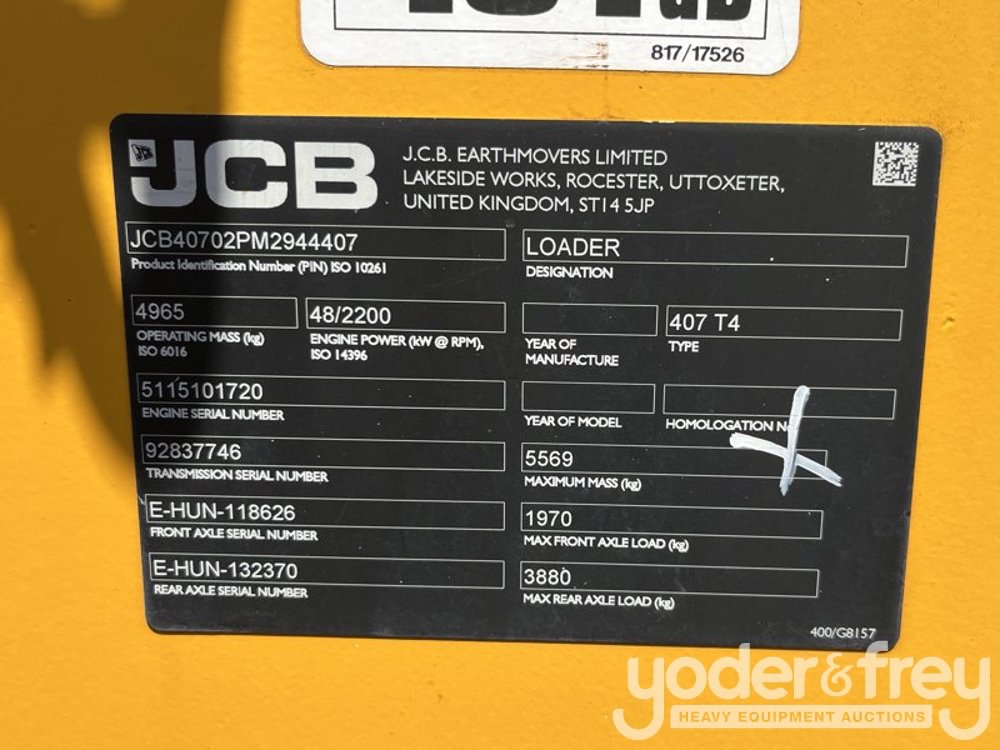 817/17526
JCB
J.C.B. EARTHMOVERS LIMITED
LAKESIDE WORKS, ROCESTER, UTTOXETER,
UNITED KINGDOM, ST14 5JP
JCB40702PM2944407
Product Identification Number (PIN) ISO 10261
LOADER
DESIGNATION
4965
OPERATING MASS (kg)
ISO 6016
48/2200
ENGINE POWER (kW @ RPM),
ISO 14396
YEAR OF
MANUFACTURE
407 T4
TYPE
5115101720
ENGINE SERIAL NUMBER
YEAR OF MODEL
HOMOLOGATION
92837746
TRANSMISSION SERIAL NUMBER
5569
MAXIMUM MASS (kg)
E-HUN-118626
FRONT AXLE SERIAL NUMBER
1970
MAX FRONT AXLE LOAD (kg)
E-HUN-132370
REAR AXLE SERIAL NUMBER
3880
MAX REAR AXLE LOAD (kg)
400/G8157
yoder&frey
HEAVY EQUIPMENT AUCTIONS